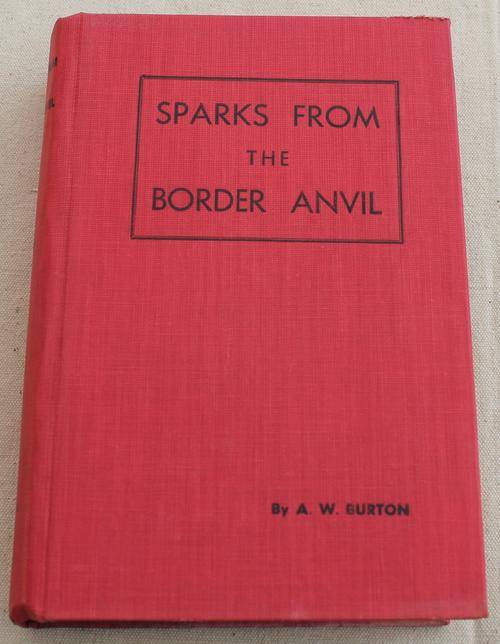 SPARKS FROM
THE
BORDER ANVIL
By A. W. BURTON